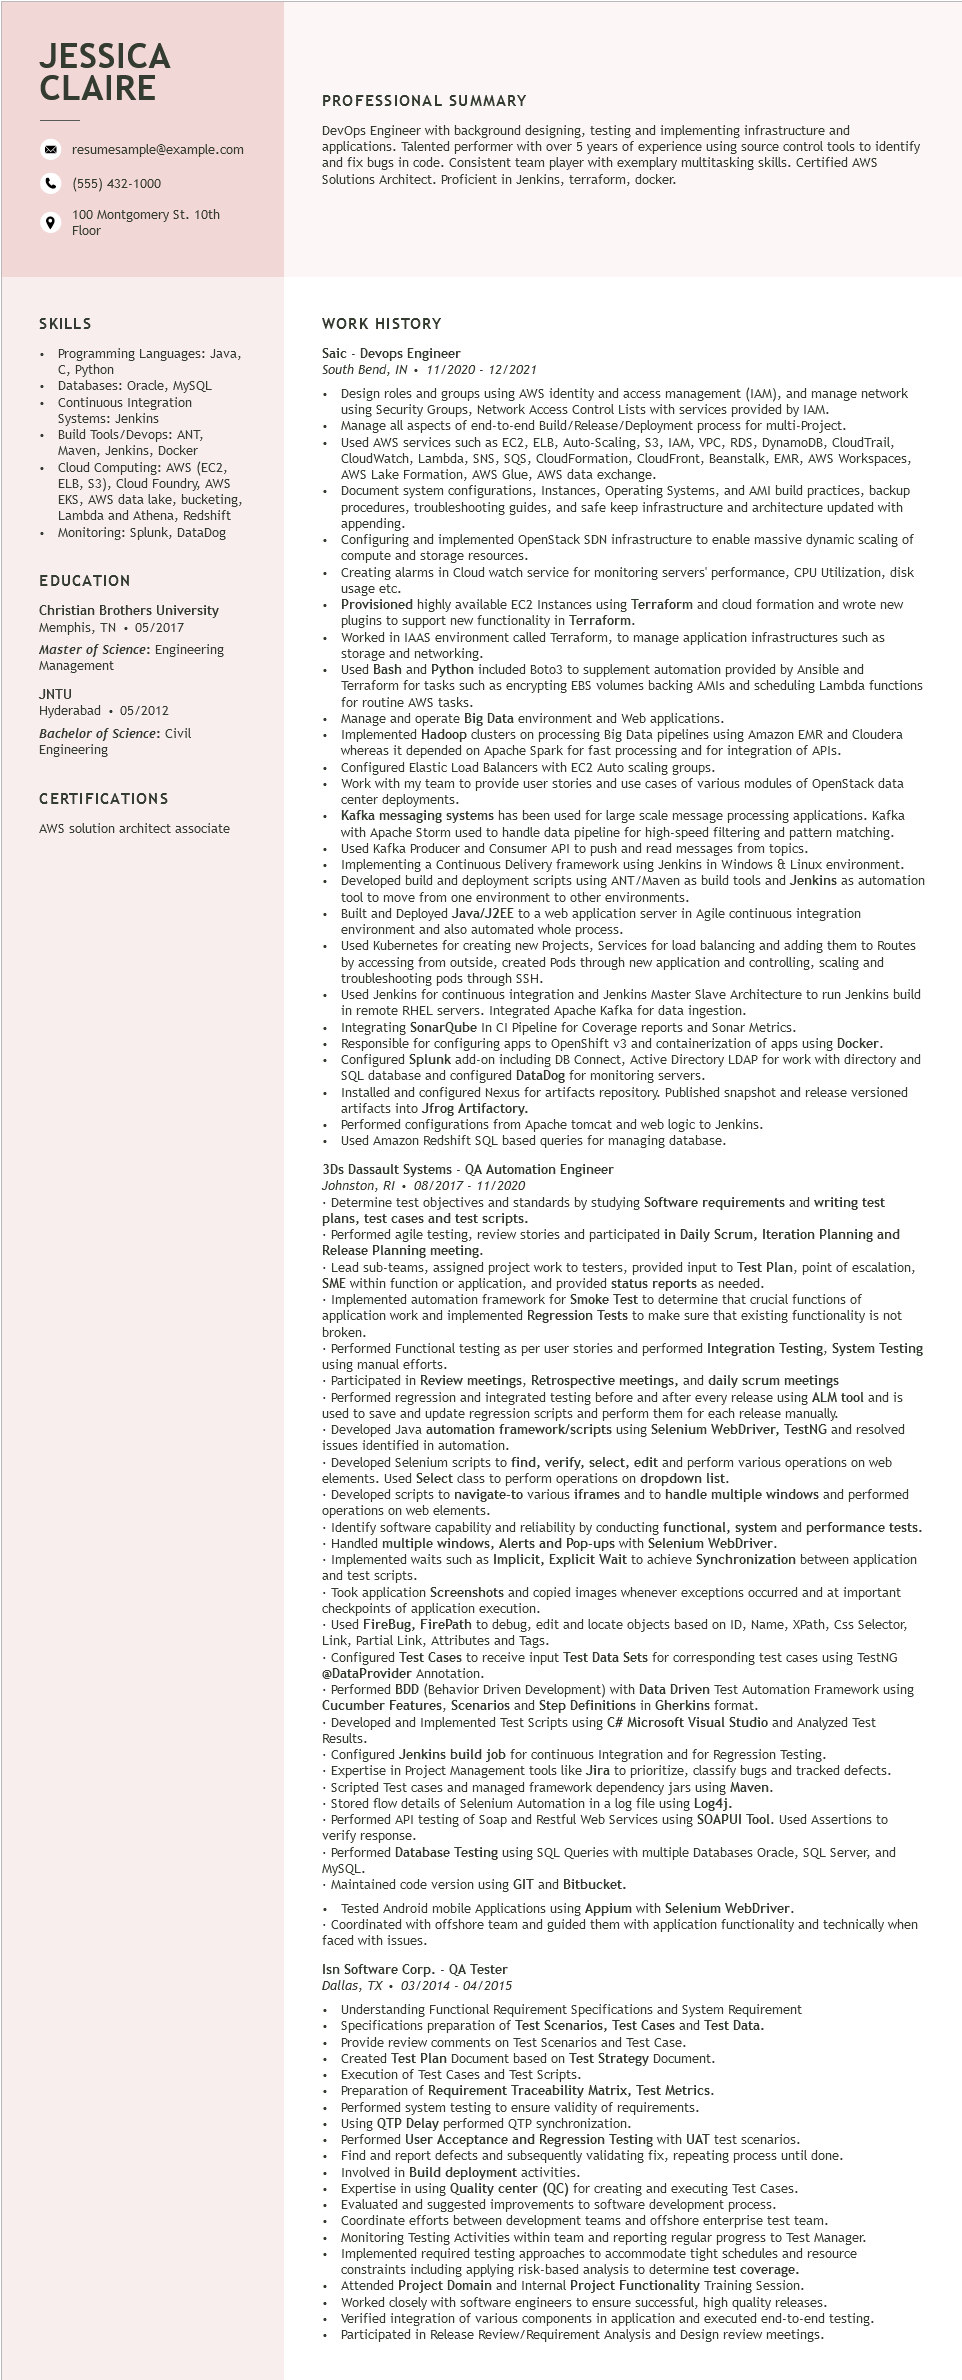 JESSICA
CLAIRE
resumesample@example.com
(555) 432-1000
100 Montgomery St. 10th
Floor
PROFESSIONAL SUMMARY
DevOps Engineer with background designing, testing and implementing infrastructure and
applications. Talented performer with over 5 years of experience using source control tools to identify
and fix bugs in code. Consistent team player with exemplary multitasking skills. Certified AWS
Solutions Architect. Proficient in Jenkins, terraform, docker.
SKILLS
• Programming Languages: Java,
C, Python
• Databases: Oracle, MySQL
• Continuous Integration
Systems: Jenkins
• Build Tools/Devops: ANT,
Maven, Jenkins, Docker
• Cloud Computing: AWS (EC2,
ELB, S3), Cloud Foundry, AWS
EKS, AWS data lake, bucketing,
Lambda and Athena, Redshift
• Monitoring: Splunk, DataDog
EDUCATION
Christian Brothers University
Memphis, TN • 05/2017
Master of Science: Engineering
Management
JNTU
Hyderabad • 05/2012
Bachelor of Science: Civil
Engineering
CERTIFICATIONS
AWS solution architect associate
WORK HISTORY
Saic - Devops Engineer
South Bend, IN • 11/2020 - 12/2021
• Design roles and groups using AWS identity and access management (IAM), and manage network
using Security Groups, Network Access Control Lists with services provided by IAM.
• Manage all aspects of end-to-end Build/Release/Deployment process for multi-Project.
• Used AWS services such as EC2, ELB, Auto-Scaling, S3, IAM, VPC, RDS, DynamoDB, CloudTrail,
CloudWatch, Lambda, SNS, SQS, CloudFormation, CloudFront, Beanstalk, EMR, AWS Workspaces,
AWS Lake Formation, AWS Glue, AWS data exchange.
• Document system configurations, Instances, Operating Systems, and AMI build practices, backup
procedures, troubleshooting guides, and safe keep infrastructure and architecture updated with
appending.
• Configuring and implemented OpenStack SDN infrastructure to enable massive dynamic scaling of
compute and storage resources.
• Creating alarms in Cloud watch service for monitoring servers' performance, CPU Utilization, disk
usage etc.
• Provisioned highly available EC2 Instances using Terraform and cloud formation and wrote new
plugins to support new functionality in Terraform.
• Worked in IAAS environment called Terraform, to manage application infrastructures such as
storage and networking.
• Used Bash and Python included Boto3 to supplement automation provided by Ansible and
Terraform for tasks such as encrypting EBS volumes backing AMIs and scheduling Lambda functions
for routine AWS tasks.
• Manage and operate Big Data environment and Web applications.
• Implemented Hadoop clusters on processing Big Data pipelines using Amazon EMR and Cloudera
whereas it depended on Apache Spark for fast processing and for integration of APIs.
• Configured Elastic Load Balancers with EC2 Auto scaling groups.
• Work with my team to provide user stories and use cases of various modules of OpenStack data
center deployments.
• Kafka messaging systems has been used for large scale message processing applications. Kafka
with Apache Storm used to handle data pipeline for high-speed filtering and pattern matching.
• Used Kafka Producer and Consumer API to push and read messages from topics.
• Implementing a Continuous Delivery framework using Jenkins in Windows & Linux environment.
• Developed build and deployment scripts using ANT/Maven as build tools and Jenkins as automation
tool to move from one environment to other environments.
• Built and Deployed Java/J2EE to a web application server in Agile continuous integration
environment and also automated whole process.
• Used Kubernetes for creating new Projects, Services for load balancing and adding them to Routes
by accessing from outside, created Pods through new application and controlling, scaling and
troubleshooting pods through SSH.
• Used Jenkins for continuous integration and Jenkins Master Slave Architecture to run Jenkins build
in remote RHEL servers. Integrated Apache Kafka for data ingestion.
• Integrating SonarQube In CI Pipeline for Coverage reports and Sonar Metrics.
• Responsible for configuring apps to OpenShift v3 and containerization of apps using Docker.
• Configured Splunk add-on including DB Connect, Active Directory LDAP for work with directory and
SQL database and configured DataDog for monitoring servers.
• Installed and configured Nexus for artifacts repository. Published snapshot and release versioned
artifacts into Jfrog Artifactory.
• Performed configurations from Apache tomcat and web logic to Jenkins.
• Used Amazon Redshift SQL based queries for managing database.
3Ds Dassault Systems - QA Automation Engineer
Johnston, RI • 08/2017 - 11/2020
· Determine test objectives and standards by studying Software requirements and writing test
plans, test cases and test scripts.
· Performed agile testing, review stories and participated in Daily Scrum, Iteration Planning and
Release Planning meeting.
· Lead sub-teams, assigned project work to testers, provided input to Test Plan, point of escalation,
SME within function or application, and provided status reports as needed.
· Implemented automation framework for Smoke Test to determine that crucial functions of
application work and implemented Regression Tests to make sure that existing functionality is not
broken.
· Performed Functional testing as per user stories and performed Integration Testing, System Testing
using manual efforts.
· Participated in Review meetings, Retrospective meetings, and daily scrum meetings
· Performed regression and integrated testing before and after every release using ALM tool and is
used to save and update regression scripts and perform them for each release manually.
· Developed Java automation framework/scripts using Selenium WebDriver, TestNG and resolved
issues identified in automation.
· Developed Selenium scripts to find, verify, select, edit and perform various operations on web
elements. Used Select class to perform operations on dropdown list.
· Developed scripts to navigate-to various iframes and to handle multiple windows and performed
operations on web elements.
· Identify software capability and reliability by conducting functional, system and performance tests.
· Handled multiple windows, Alerts and Pop-ups with Selenium WebDriver.
· Implemented waits such as Implicit, Explicit Wait to achieve Synchronization between application
and test scripts.
· Took application Screenshots and copied images whenever exceptions occurred and at important
checkpoints of application execution.
· Used FireBug, FirePath to debug, edit and locate objects based on ID, Name, XPath, Css Selector,
Link, Partial Link, Attributes and Tags.
· Configured Test Cases to receive input Test Data Sets for corresponding test cases using TestNG
@DataProvider Annotation.
· Performed BDD (Behavior Driven Development) with Data Driven Test Automation Framework using
Cucumber Features, Scenarios and Step Definitions in Gherkins format.
· Developed and Implemented Test Scripts using C# Microsoft Visual Studio and Analyzed Test
Results.
· Configured Jenkins build job for continuous Integration and for Regression Testing.
· Expertise in Project Management tools like Jira to prioritize, classify bugs and tracked defects.
· Scripted Test cases and managed framework dependency jars using Maven.
· Stored flow details of Selenium Automation in a log file using Log4j.
· Performed API testing of Soap and Restful Web Services using SOAPUI Tool. Used Assertions to
verify response.
· Performed Database Testing using SQL Queries with multiple Databases Oracle, SQL Server, and
MySQL.
· Maintained code version using GIT and Bitbucket.
• Tested Android mobile Applications using Appium with Selenium WebDriver.
· Coordinated with offshore team and guided them with application functionality and technically when
faced with issues.
Isn Software Corp. - QA Tester
Dallas, TX • 03/2014 - 04/2015
• Understanding Functional Requirement Specifications and System Requirement
• Specifications preparation of Test Scenarios, Test Cases and Test Data.
• Provide review comments on Test Scenarios and Test Case.
• Created Test Plan Document based on Test Strategy Document.
• Execution of Test Cases and Test Scripts.
• Preparation of Requirement Traceability Matrix, Test Metrics.
• Performed system testing to ensure validity of requirements.
• Using QTP Delay performed QTP synchronization.
• Performed User Acceptance and Regression Testing with UAT test scenarios.
• Find and report defects and subsequently validating fix, repeating process until done.
• Involved in Build deployment activities.
• Expertise in using Quality center (QC) for creating and executing Test Cases.
• Evaluated and suggested improvements to software development process.
• Coordinate efforts between development teams and offshore enterprise test team.
• Monitoring Testing Activities within team and reporting regular progress to Test Manager.
• Implemented required testing approaches to accommodate tight schedules and resource
constraints including applying risk-based analysis to determine test coverage.
• Attended Project Domain and Internal Project Functionality Training Session.
• Worked closely with software engineers to ensure successful, high quality releases.
• Verified integration of various components in application and executed end-to-end testing.
• Participated in Release Review/Requirement Analysis and Design review meetings.